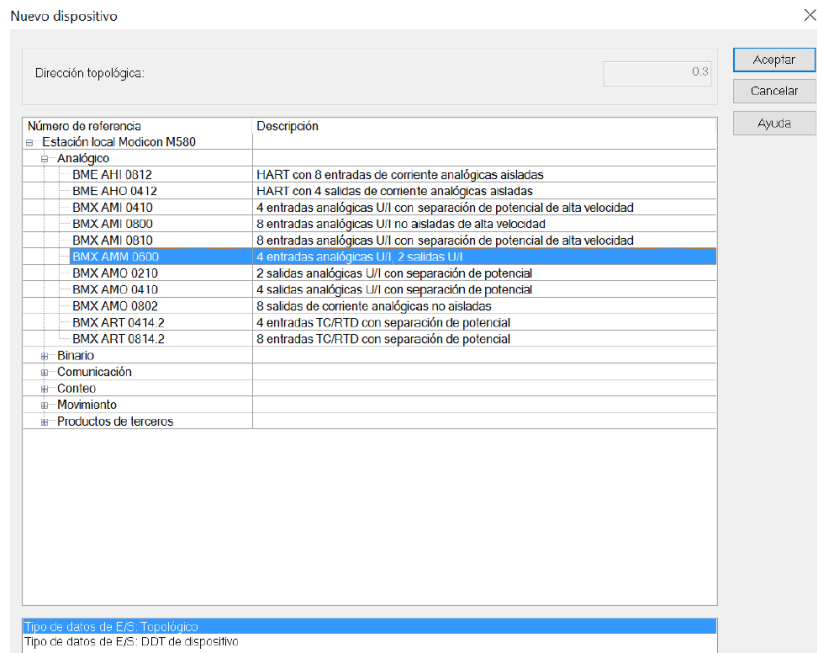 Nuevo dispositivo
Dirección topológica:
0.3
Aceptar
Cancelar
Ayuda
Número de referencia Descripción
Estación local Modicon M580
Analógico
BME AHI 0812 HART con 8 entradas de corriente analógicas aisladas
BME AHO 0412 HART con 4 salidas de corriente analógicas aisladas
BMX AMI 0410 4 entradas analógicas U/I con separación de potencial de alta velocidad
BMX AMI 0800 8 entradas analógicas U/I no aisladas de alta velocidad
BMX AMI 0810 8 entradas analógicas U/I con separación de potencial de alta velocidad
BMX AMM 0600 4 entradas analógicas U/I, 2 salidas U/I
BMX AMO 0210 2 salidas analógicas U/I con separación de potencial
BMX AMO 0410 4 salidas analógicas U/I con separación de potencial
BMX AMO 0802 8 salidas de corriente analógicas no aisladas
BMX ART 0414.2 4 entradas TC/RTD con separación de potencial
BMX ART 0814.2 8 entradas TC/RTD con separación de potencial
Binario
Comunicación
Conteo
Movimiento
Productos de terceros
Tipo de datos de E/S: Topológico
Tipo de datos de E/S: DDT de dispositivo